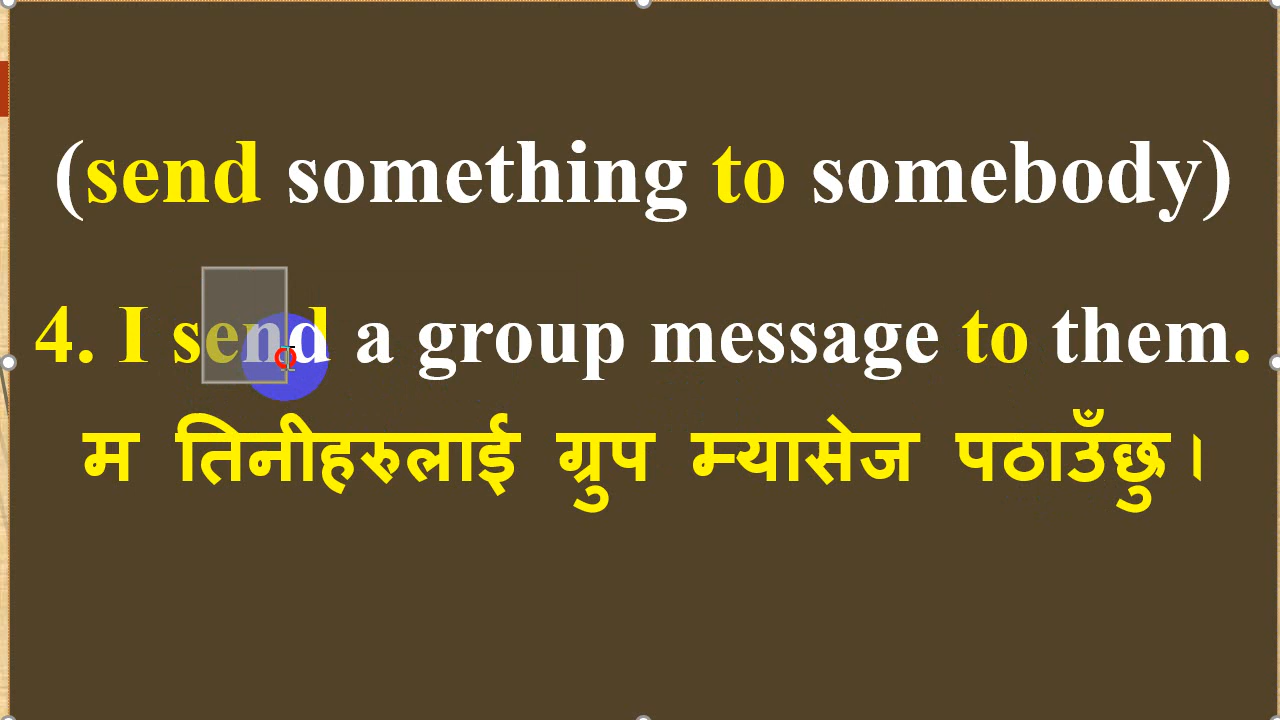 (send something to somebody)
4. I send a group message to them.
म तिनीहरुलाई ग्रुप म्यासेज पठाउँछु।